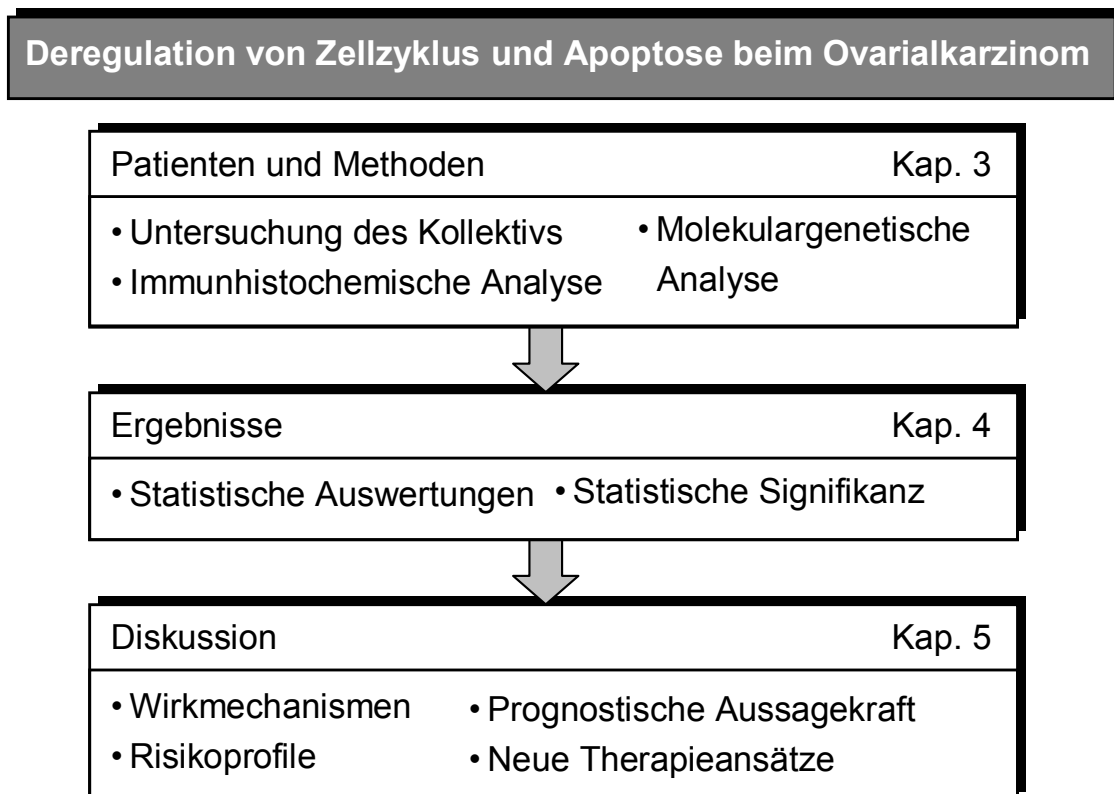 Deregulation von Zellzyklus und Apoptose beim Ovarialkarzinom
Patienten und Methoden Kap. 3
• Untersuchung des Kollektivs
• Immunhistochemische Analyse
• Molekulargenetische
Analyse
Ergebnisse Kap. 4
• Statistische Auswertungen • Statistische Signifikanz
Diskussion Kap. 5
• Wirkmechanismen
• Risikoprofile
• Prognostische Aussagekraft
• Neue Therapieansätze